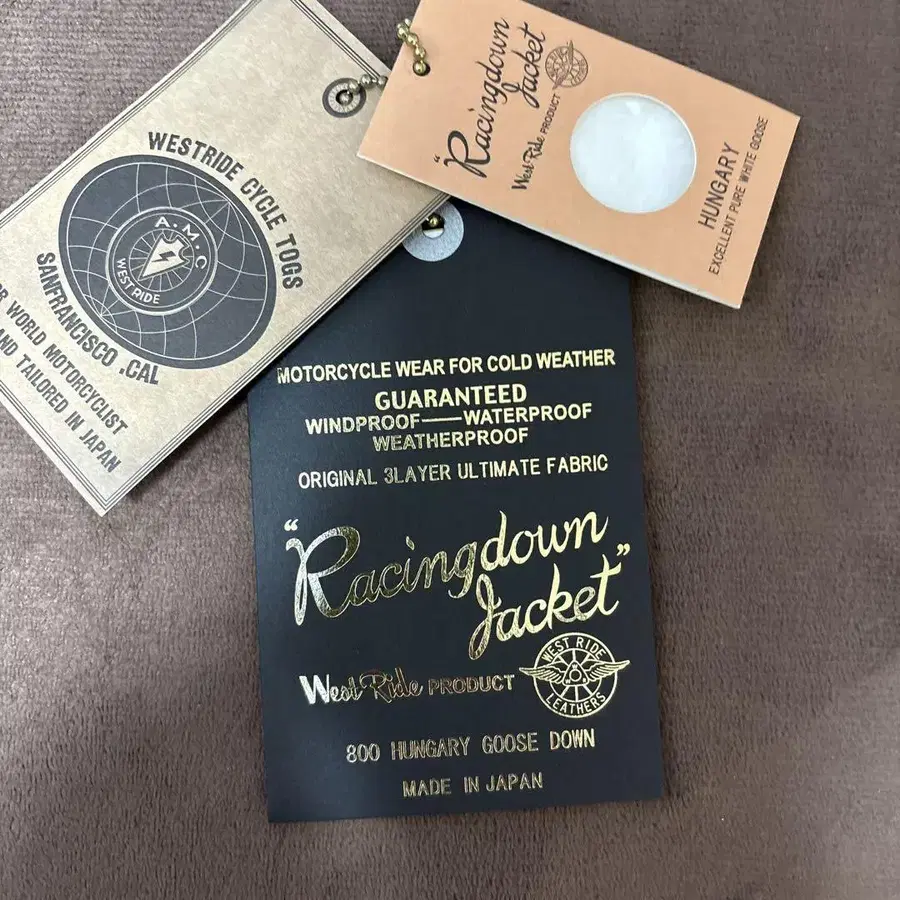 WESTRIDE CYCLE TOGS
A.M.C
WEST RIDE
SANFRANCISCO .CAL
WORLD MOTORCYCLIST
TAILORED IN JAPAN
"Racingdown
Jacket"
West Ride PRODUCT
HUNGARY
EXCELLENT PURE WHITE GOOSE
MOTORCYCLE WEAR FOR COLD WEATHER
GUARANTEED
WINDPROOF—WATERPROOF
WEATHERPROOF
ORIGINAL 3LAYER ULTIMATE FABRIC
"Racingdown
Jacket"
West Ride PRODUCT
WEST RIDE
LEATHERS
800 HUNGARY GOOSE DOWN
MADE IN JAPAN